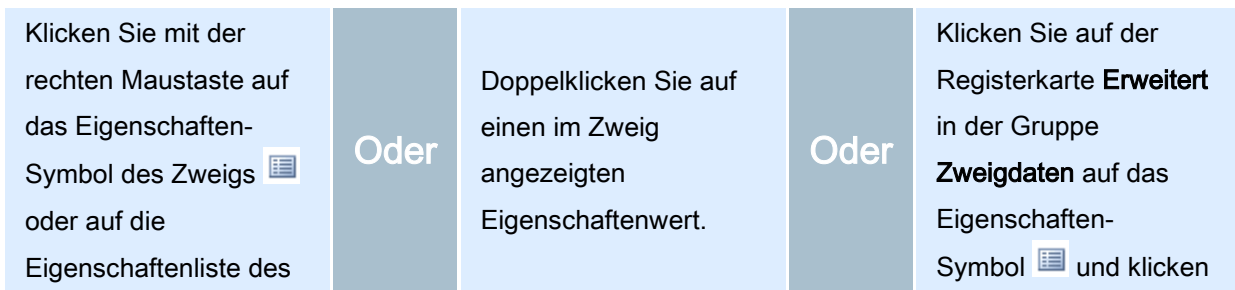 Klicken Sie mit der
rechten Maustaste auf
das Eigenschaften-
Symbol des Zweigs
oder auf die
Eigenschaftenliste des
Oder
Doppelklicken Sie auf
einen im Zweig
angezeigten
Eigenschaftenwert.
Oder
Klicken Sie auf der
Registerkarte Erweitert
in der Gruppe
Zweigdaten auf das
Eigenschaften-
Symbol und klicken